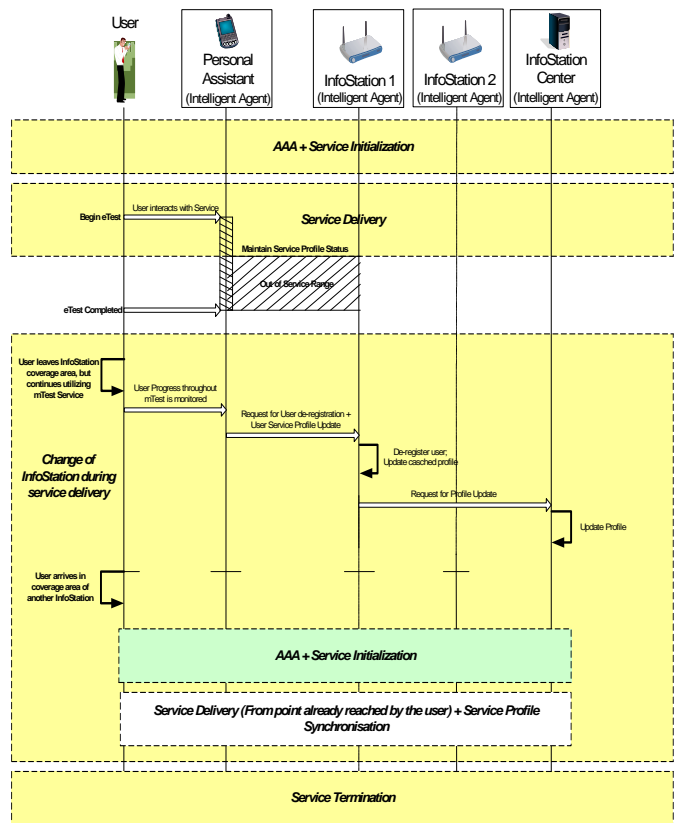 User
Personal
Assistant
(Intelligent Agent)
InfoStation 1
(Intelligent Agent)
InfoStation 2
(Intelligent Agent)
InfoStation
Center
(Intelligent Agent)
AAA + Service Initialization
Begin eTest
User interacts with Service
Service Delivery
Maintain Service Profile Status
Out of Service Range
eTest Completed
User leaves InfoStation
coverage area, but
continues utilizing
mTest Service
User Progress throughout
mTest is monitored
Request for User de-registration +
User Service Profile Update
De-register user;
Update casched profile
Change of
InfoStation during
service delivery
Request for Profile Update
Update Profile
User arrives in
coverage area of
another InfoStation
AAA + Service Initialization
Service Delivery (From point already reached by the user) + Service Profile
Synchronisation
Service Termination